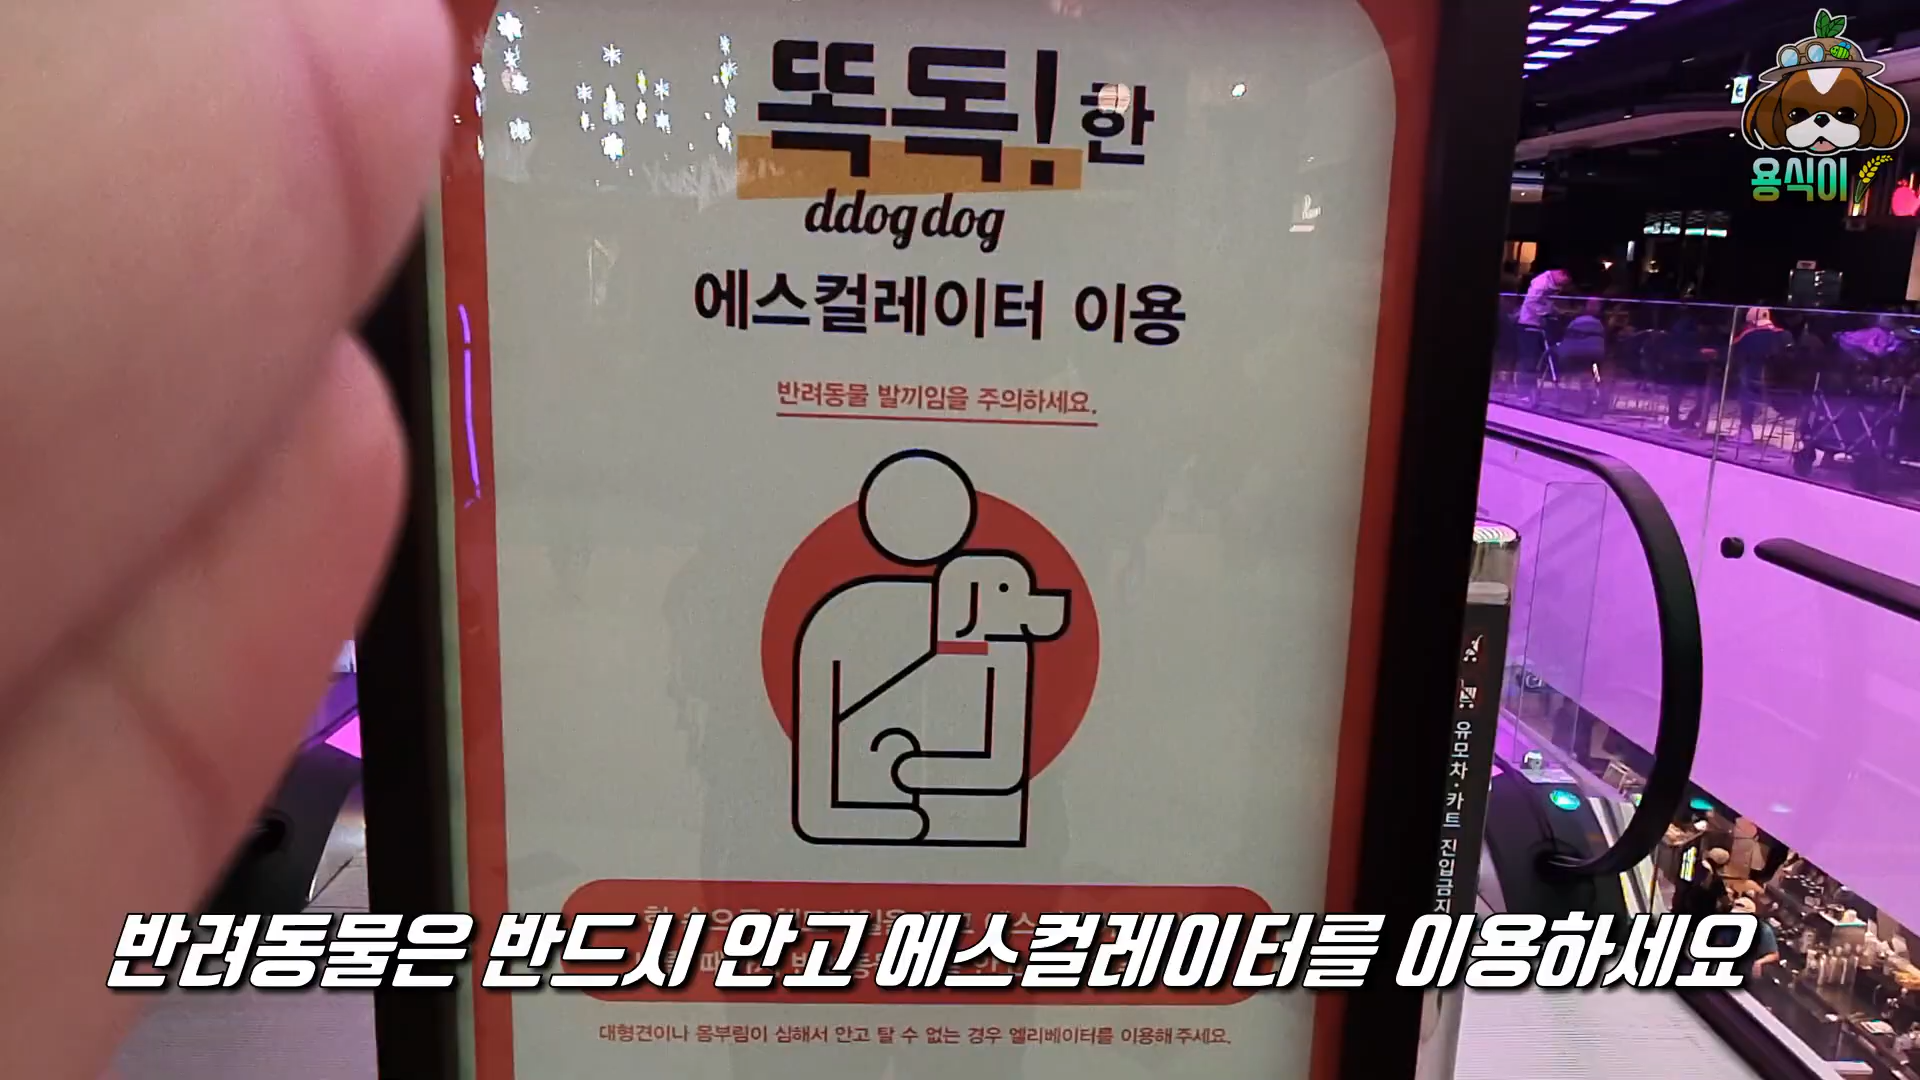 똑독!한
ddog dog
에스컬레이터 이용
반려동물 발끼임을 주의하세요.
용식이
유모차·카트 진입금지
반려동물은 반드시 안고 에스컬레이터를 이용하세요
대형견이나 몸부림이 심해서 안고 탈 수 없는 경우 엘리베이터를 이용해 주세요.